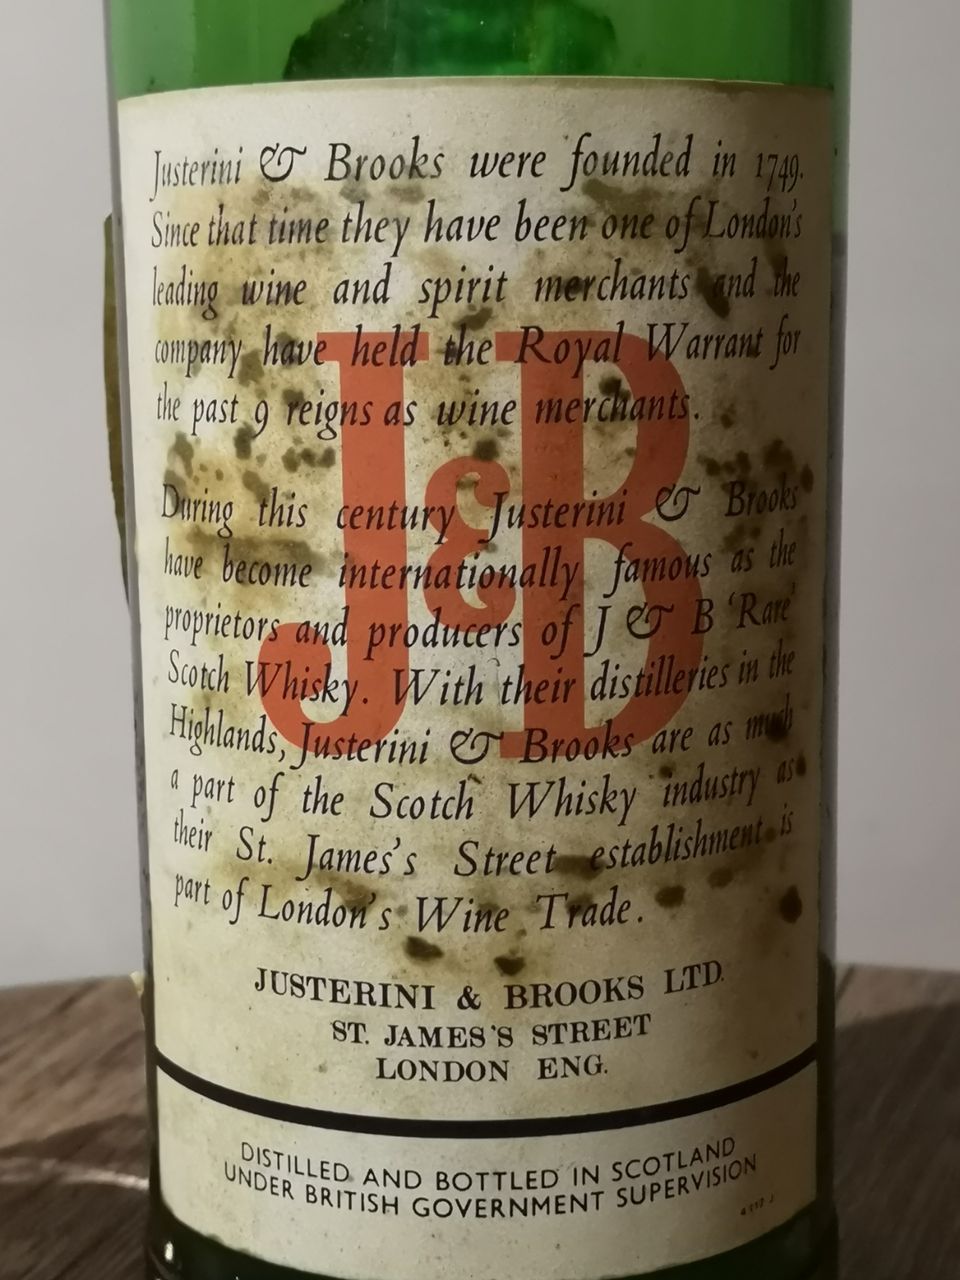 Justerini & Brooks were founded in 1749.
Since that time they have been one of London's
leading wine and spirit merchants and the
company have held the Royal Warrant for
the past 9 reigns as wine merchants.
During this century Justerini & Brooks
have become internationally famous as the
proprietors and producers of J & B 'Rare'
Scotch Whisky. With their distilleries in the
Highlands, Justerini & Brooks are as much
a part of the Scotch Whisky industry as
their St. James's Street establishment is
part of London's Wine Trade.
J&B
JUSTERINI & BROOKS LTD.
ST. JAMES'S STREET
LONDON ENG.
DISTILLED AND BOTTLED IN SCOTLAND
UNDER BRITISH GOVERNMENT SUPERVISION